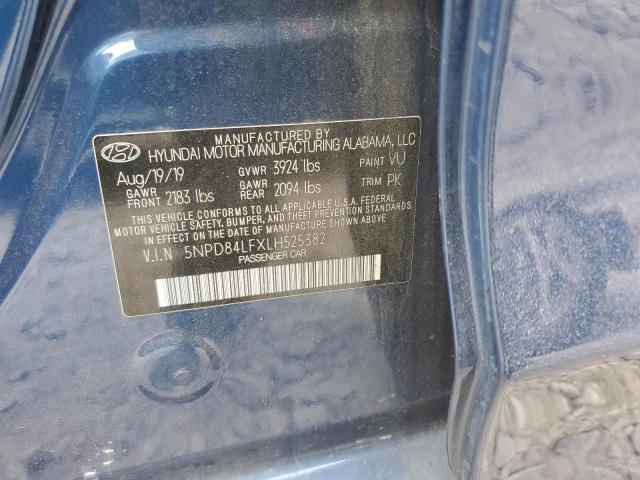 MANUFACTURED BY
HYUNDAI MOTOR MANUFACTURING ALABAMA, LLC
Aug/19/19 GVWR 3924 lbs PAINT VU
GAWR FRONT 2183 lbs GAWR REAR 2094 lbs TRIM PK
THIS VEHICLE CONFORMS TO ALL APPLICABLE U.S.A. FEDERAL
MOTOR VEHICLE SAFETY, BUMPER, AND THEFT PREVENTION STANDARDS
IN EFFECT ON THE DATE OF MANUFACTURE SHOWN ABOVE.
V.I.N 5NPD84LFXLH525382
PASSENGER CAR